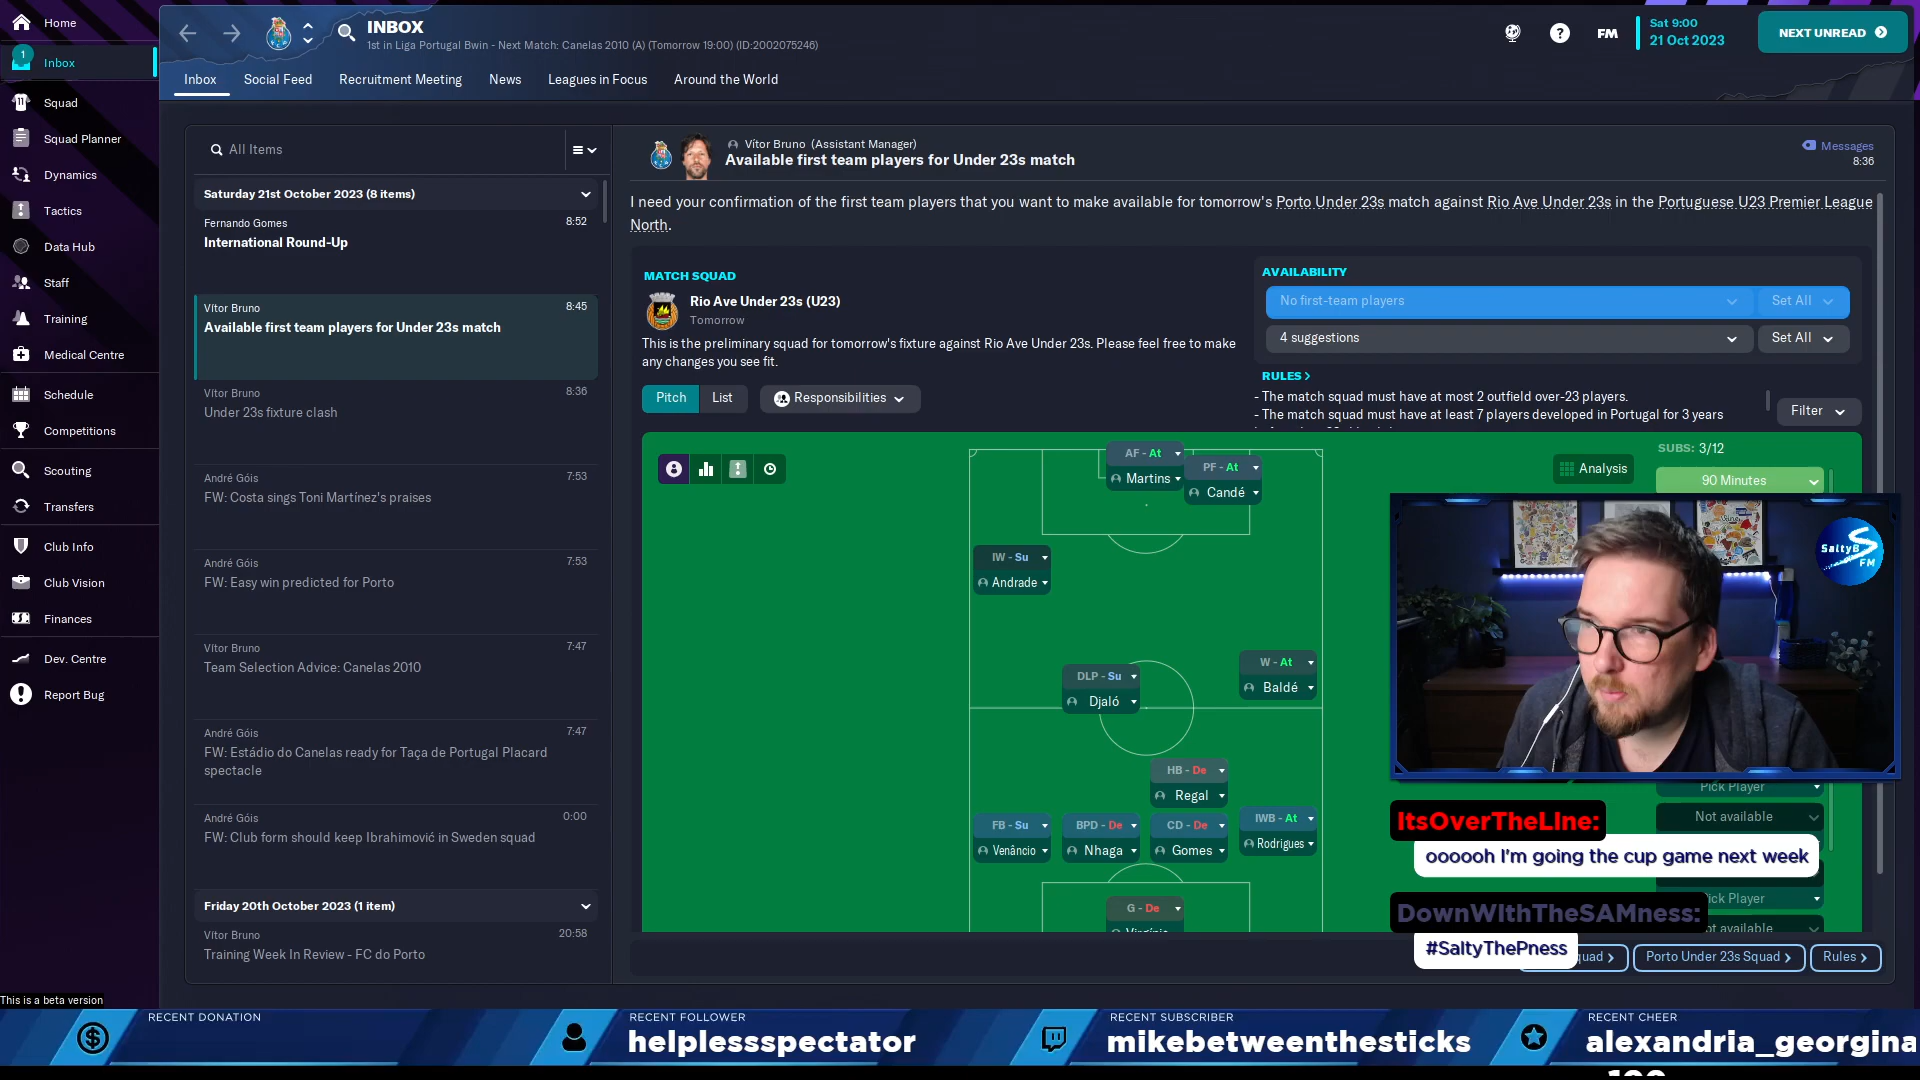 Home
1
Inbox
Squad
Squad Planner
Dynamics
Tactics
Data Hub
Staff
Training
Medical Centre
Schedule
Competitions
Scouting
Transfers
Club Info
Club Vision
Finances
Dev. Centre
Report Bug
This is a beta version
INBOX
1st in Liga Portugal Bwin - Next Match: Canelas 2010 (A) (Tomorrow 19:00) (ID:2002075246)
FM
Sat 9:00
21 Oct 2023
NEXT UNREAD
Inbox
Social Feed
Recruitment Meeting
News
Leagues in Focus
Around the World
All Items
Saturday 21st October 2023 (8 items)
Fernando Gomes 8:52
International Round-Up
Vítor Bruno 8:45
Available first team players for Under 23s match
Vítor Bruno 8:36
Under 23s fixture clash
André Góis 7:53
FW: Costa sings Toni Martínez's praises
André Góis 7:53
FW: Easy win predicted for Porto
Vítor Bruno 7:47
Team Selection Advice: Canelas 2010
André Góis 7:47
FW: Estádio do Canelas ready for Taça de Portugal Placard
spectacle
André Góis 0:00
FW: Club form should keep Ibrahimović in Sweden squad
Friday 20th October 2023 (1 item)
Vítor Bruno 20:58
Training Week In Review - FC do Porto
Vítor Bruno (Assistant Manager)
Available first team players for Under 23s match
Messages
8:36
I need your confirmation of the first team players that you want to make available for tomorrow's Porto Under 23s match against Rio Ave Under 23s in the Portuguese U23 Premier League
North.
MATCH SQUAD
Rio Ave Under 23s (U23)
Tomorrow
This is the preliminary squad for tomorrow's fixture against Rio Ave Under 23s. Please feel free to make
any changes you see fit.
Pitch
List
Responsibilities
AVAILABILITY
No first-team players
Set All
4 suggestions
Set All
RULES
- The match squad must have at most 2 outfield over-23 players.
- The match squad must have at least 7 players developed in Portugal for 3 years
Filter
Analysis
SUBS: 3/12
90 Minutes
AF - At
Martins
PF - At
Candé
IW - Su
Andrade
DLP - Su
Djaló
W - At
Baldé
HB - De
Regal
FB - Su
Venâncio
BPD - De
Nhaga
CD - De
Gomes
IWB - At
Rodrigues
G - De
SaltyB
FM
Pick Player
Not available
ItsOverTheLIne:
oooooh I'm going the cup game next week
DownWIthTheSAMness:
#SaltyThePness
Porto Under 23s Squad
Rules
RECENT DONATION
RECENT FOLLOWER
helplessspectator
RECENT SUBSCRIBER
mikebetweenthesticks
RECENT CHEER
alexandria_georgina